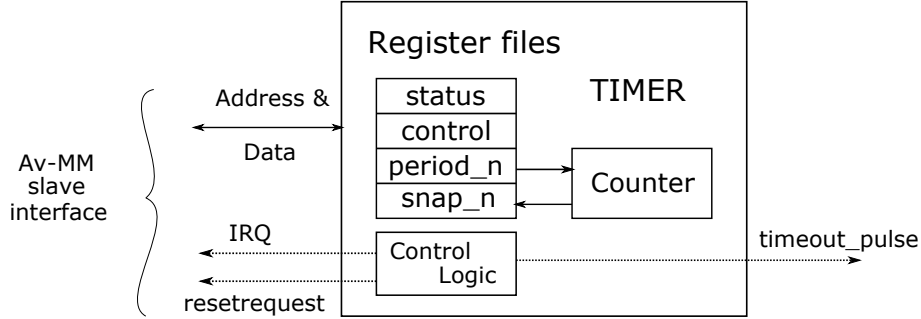 Register files
TIMER
status
control
period_n
snap_n
Counter
Address &
Data
Av-MM
slave
interface
IRQ
Control
Logic
timeout_pulse
resetrequest